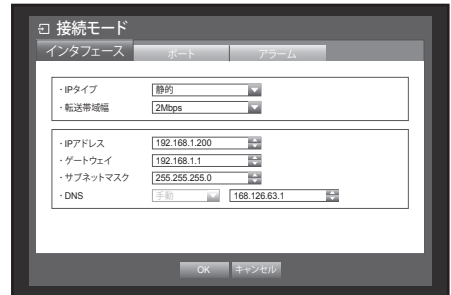 接続モード
インタフェース ポート アラーム
· IPタイプ 静的
· 転送帯域幅 2Mbps
· IPアドレス 192.168.1.200
· ゲートウェイ 192.168.1.1
· サブネットマスク 255.255.255.0
· DNS 手動 168.126.63.1
OK キャンセル